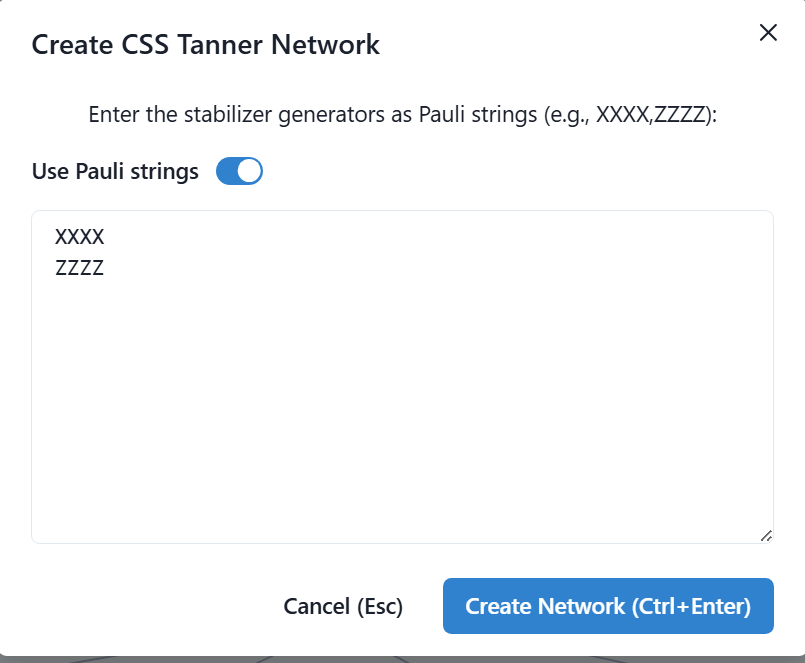 Create CSS Tanner Network
Enter the stabilizer generators as Pauli strings (e.g., XXXX,ZZZZ):
Use Pauli strings
XXXX
ZZZZ
Cancel (Esc)
Create Network (Ctrl+Enter)